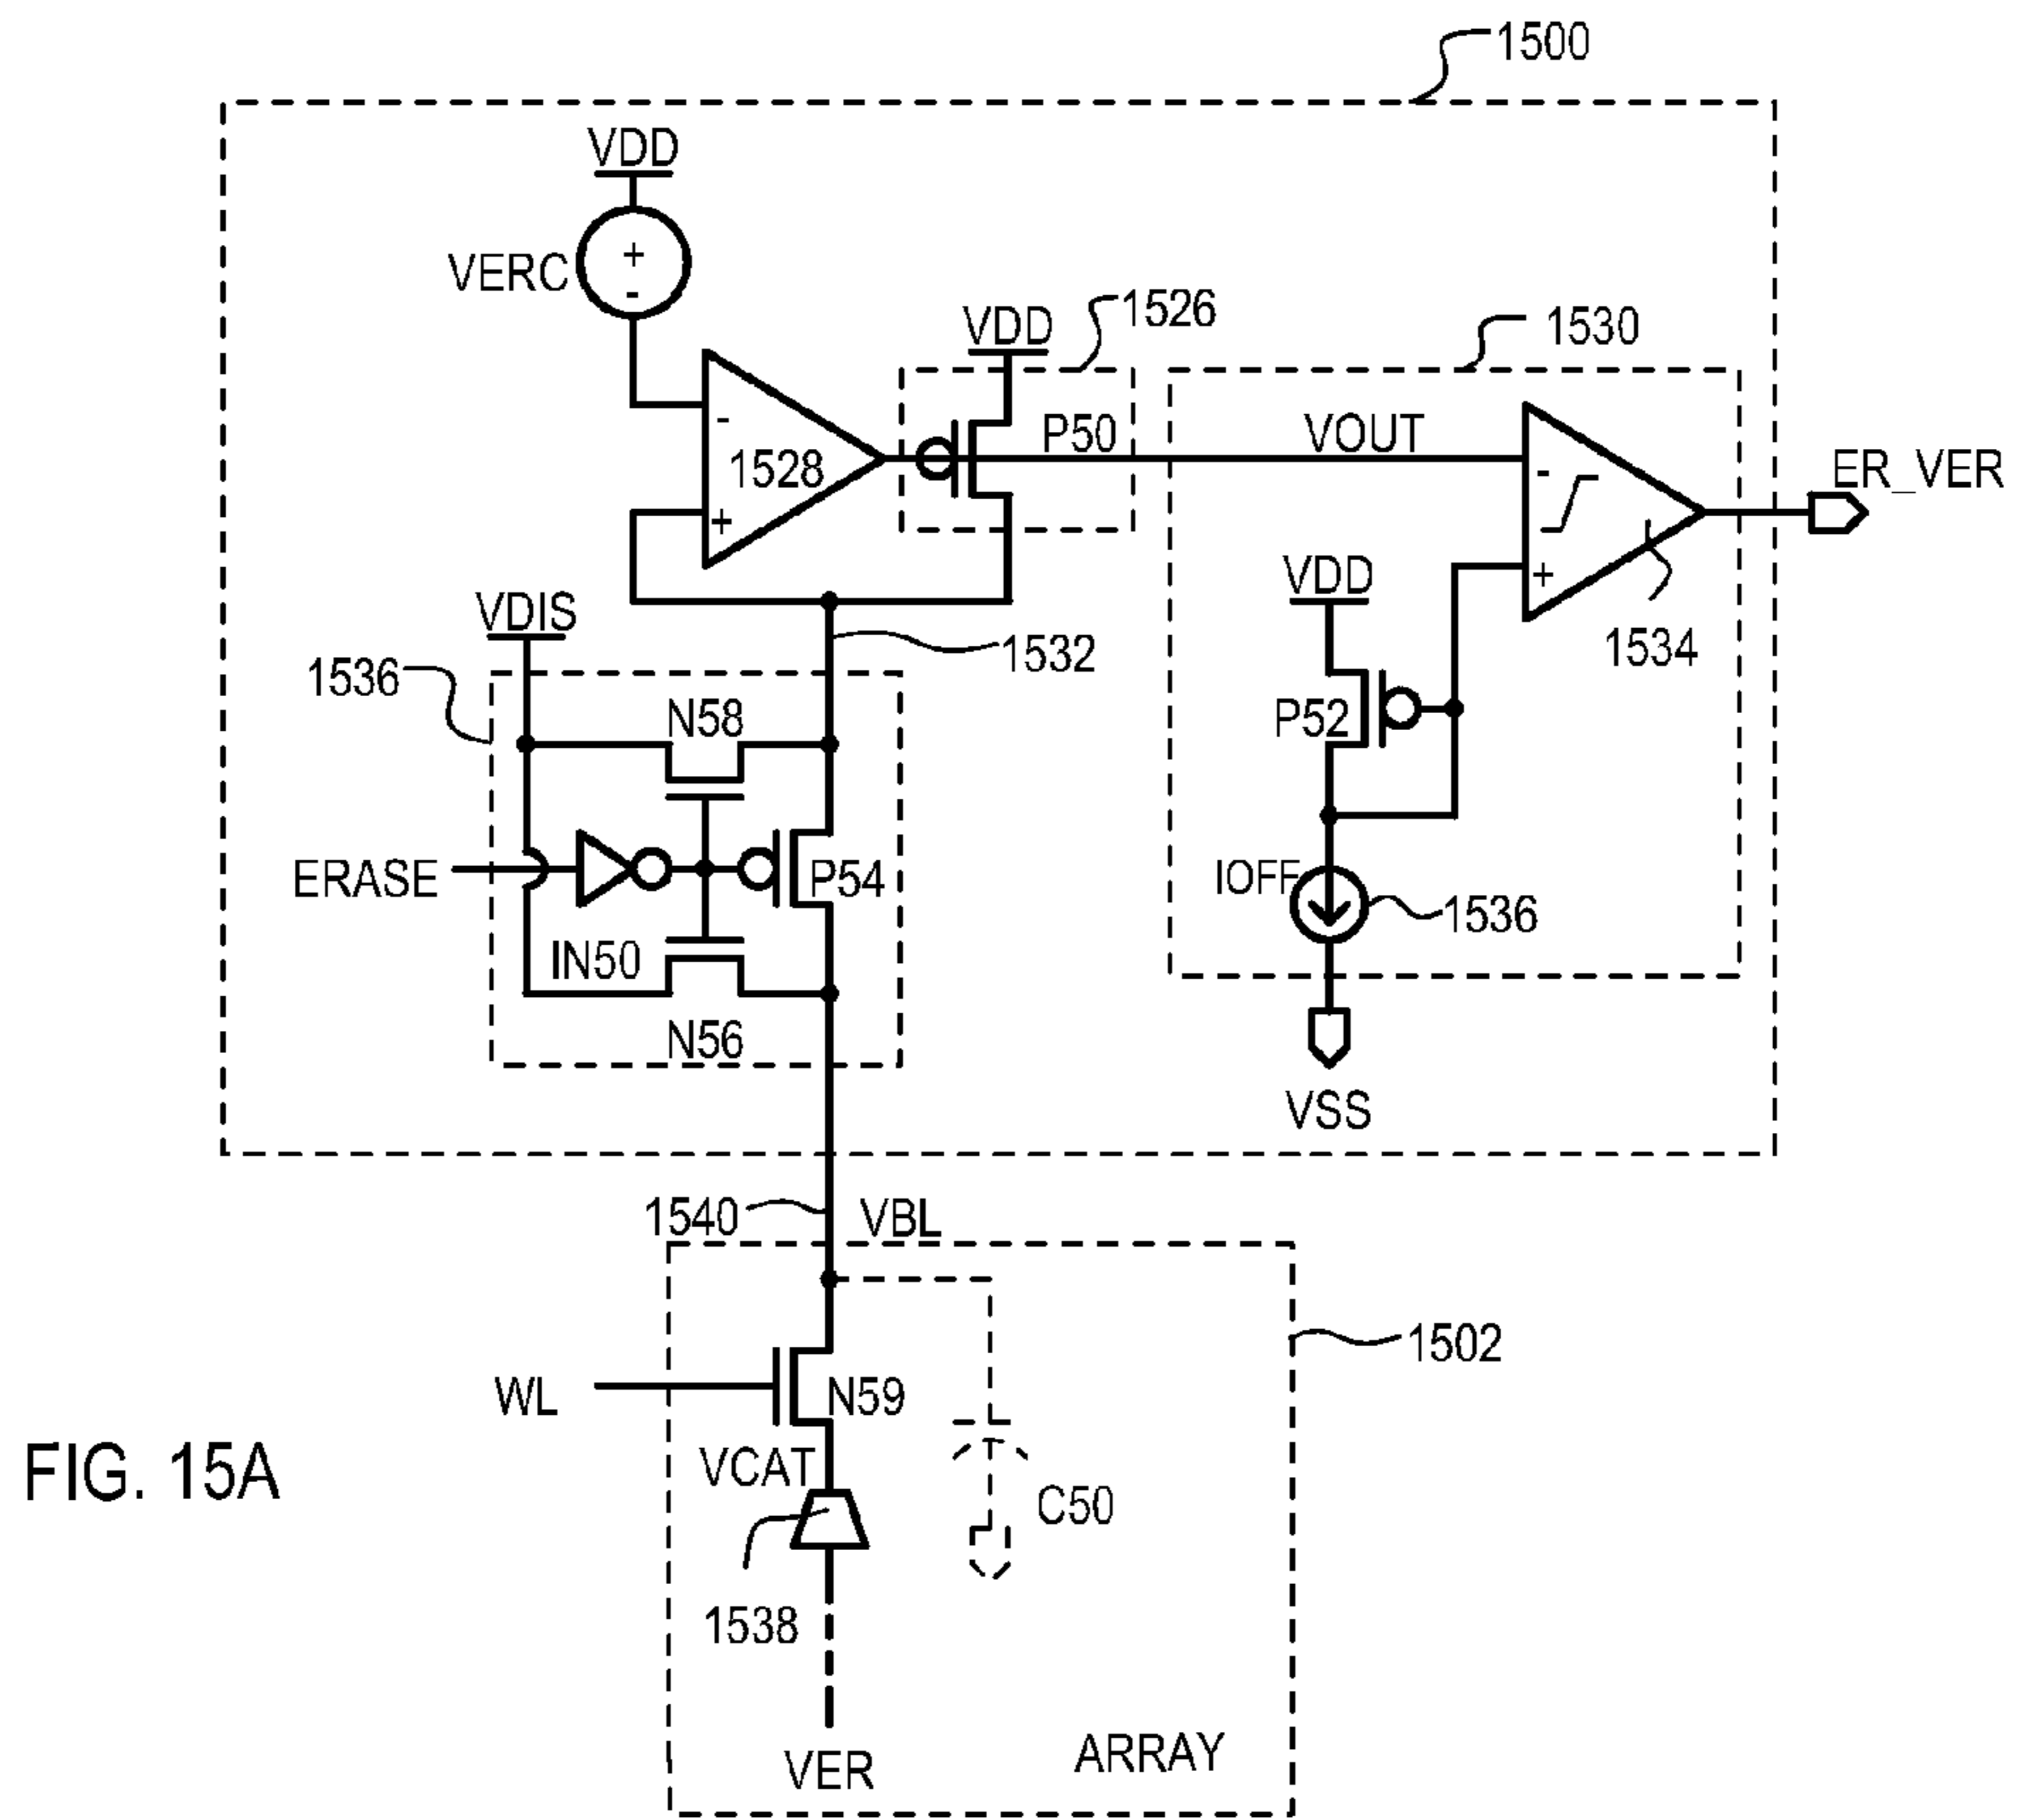 1500
VDD
VERC
+
-
1526
VDD
1530
-
P50
VOUT
1528
-
ER_VER
+
VDIS
VDD
+
1532
1534
1536
N58
P52
ERASE
P54
IOFF
1536
IN50
N56
VSS
1540
VBL
1502
WL
N59
VCAT
FIG. 15A
C50
1538
VER
ARRAY